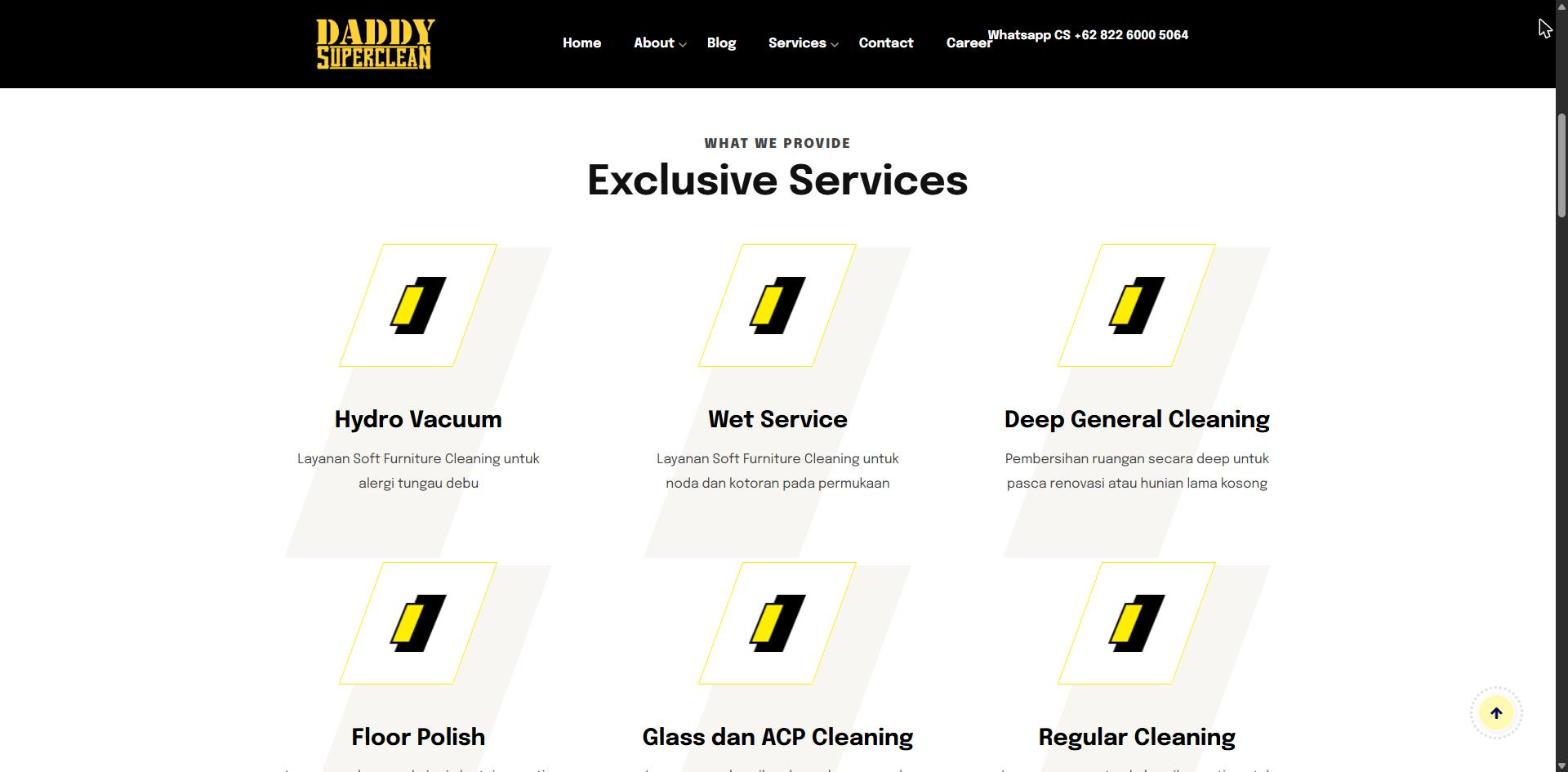 DADDY
SUPERCLEAN
Home About Blog Services Contact Career
Whatsapp CS +62 822 6000 5064
WHAT WE PROVIDE
Exclusive Services
Hydro Vacuum
Layanan Soft Furniture Cleaning untuk
alergi tungau debu
Wet Service
Layanan Soft Furniture Cleaning untuk
noda dan kotoran pada permukaan
Deep General Cleaning
Pembersihan ruangan secara deep untuk
pasca renovasi atau hunian lama kosong
Floor Polish
Glass dan ACP Cleaning
Regular Cleaning